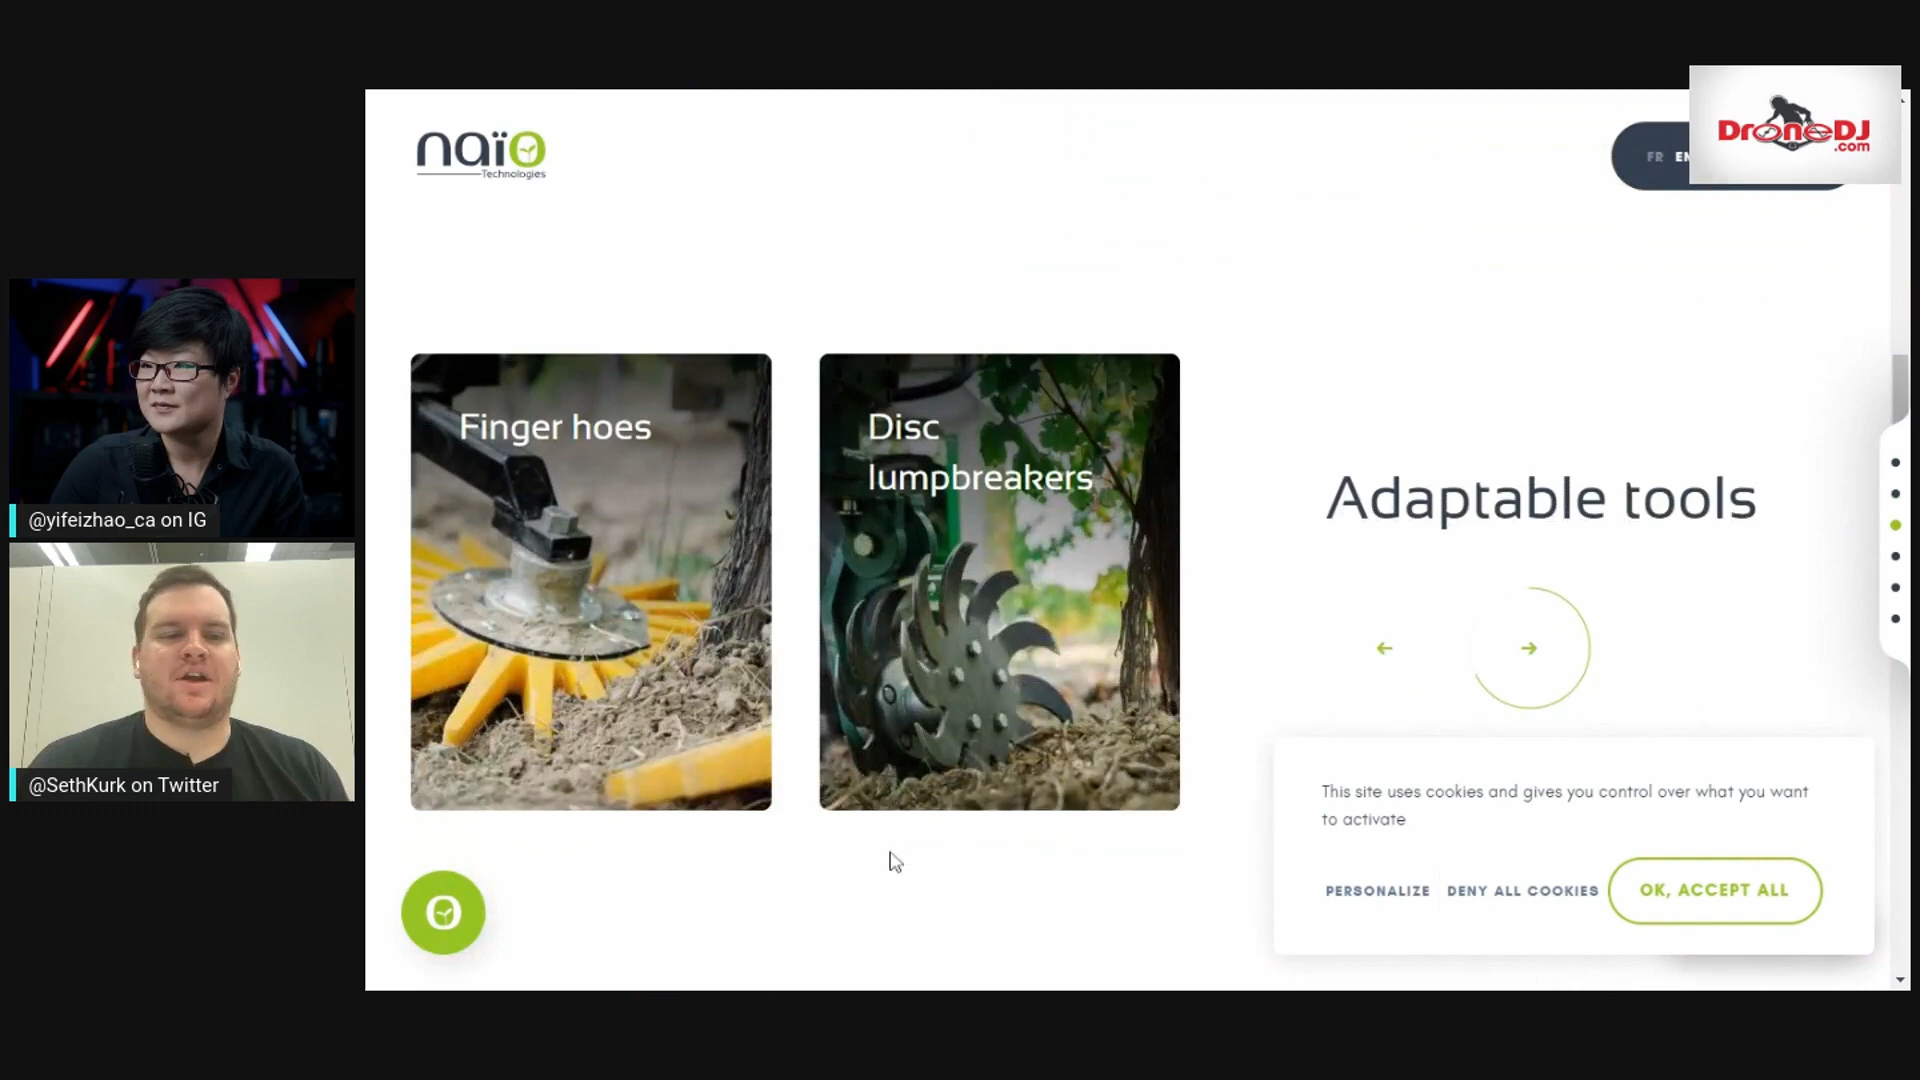 naïo
Technologies
FR EN
DroneDJ
.com
Finger hoes
Disc
lumpbreakers
Adaptable tools
@yifeizhao_ca on IG
@SethKurk on Twitter
This site uses cookies and gives you control over what you want
to activate
PERSONALIZE DENY ALL COOKIES OK, ACCEPT ALL